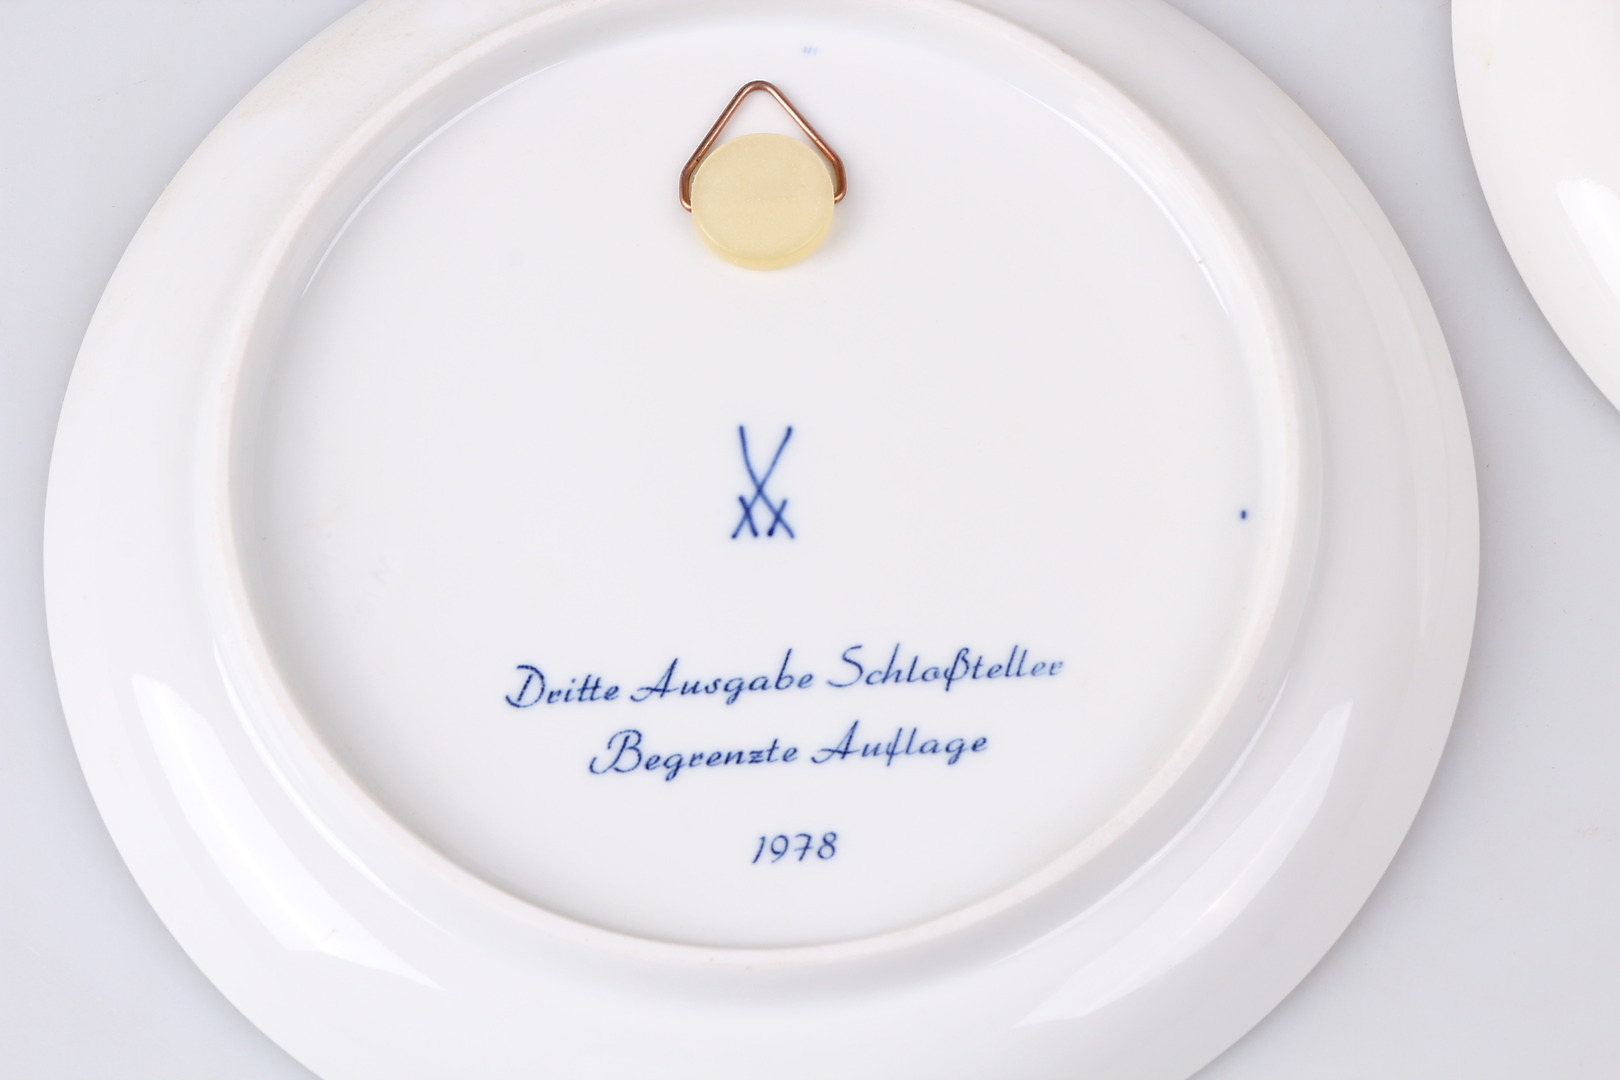 Dritte Ausgabe Schloßteller
Begrenzte Auflage
1978